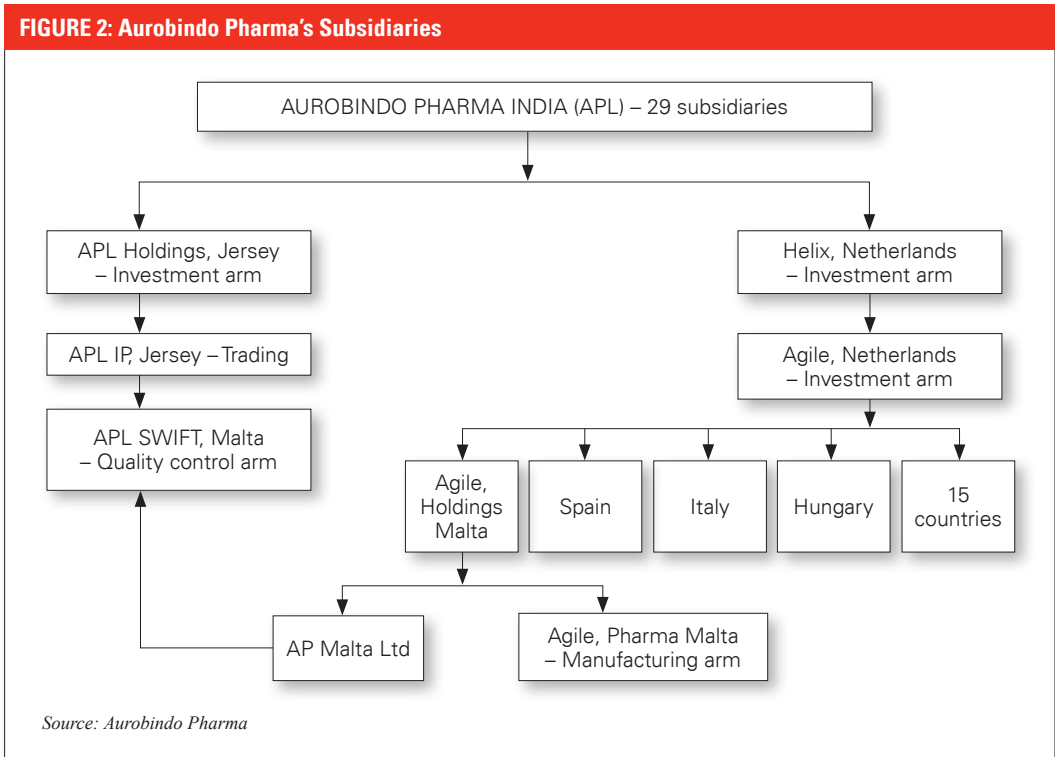 FIGURE 2: Aurobindo Pharma's Subsidiaries
AUROBINDO PHARMA INDIA (APL) – 29 subsidiaries
APL Holdings, Jersey
– Investment arm
Helix, Netherlands
– Investment arm
APL IP, Jersey – Trading
Agile, Netherlands
– Investment arm
APL SWIFT, Malta
– Quality control arm
Agile,
Holdings
Malta
Spain
Italy
Hungary
15
countries
AP Malta Ltd
Agile, Pharma Malta
– Manufacturing arm
Source: Aurobindo Pharma